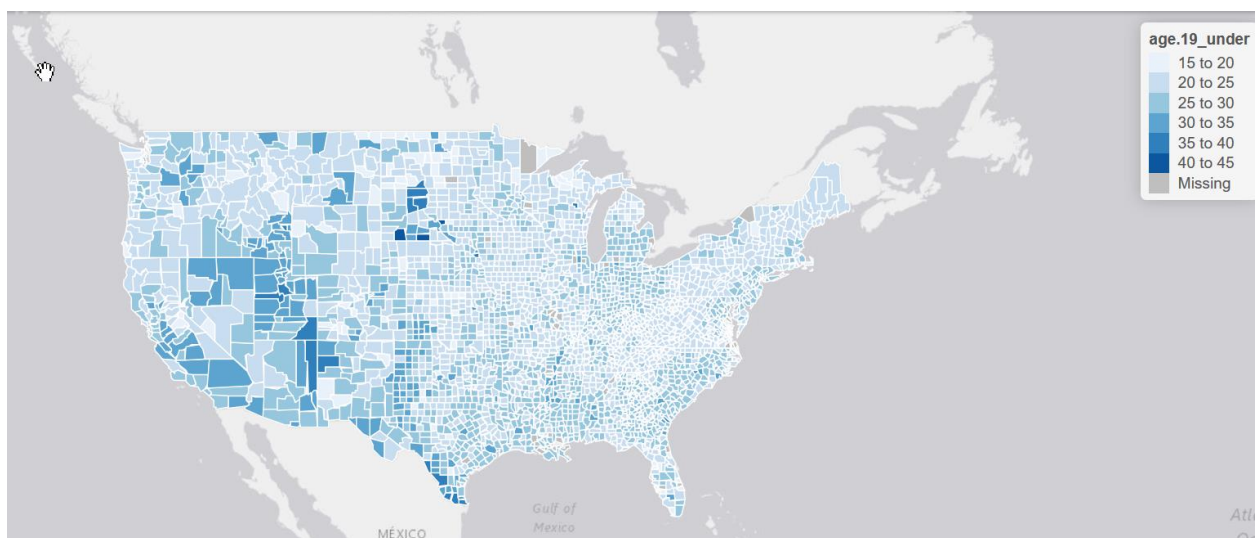 age.19_under
15 to 20
20 to 25
25 to 30
30 to 35
35 to 40
40 to 45
Missing
Gulf of
Mexico
MÉXICO